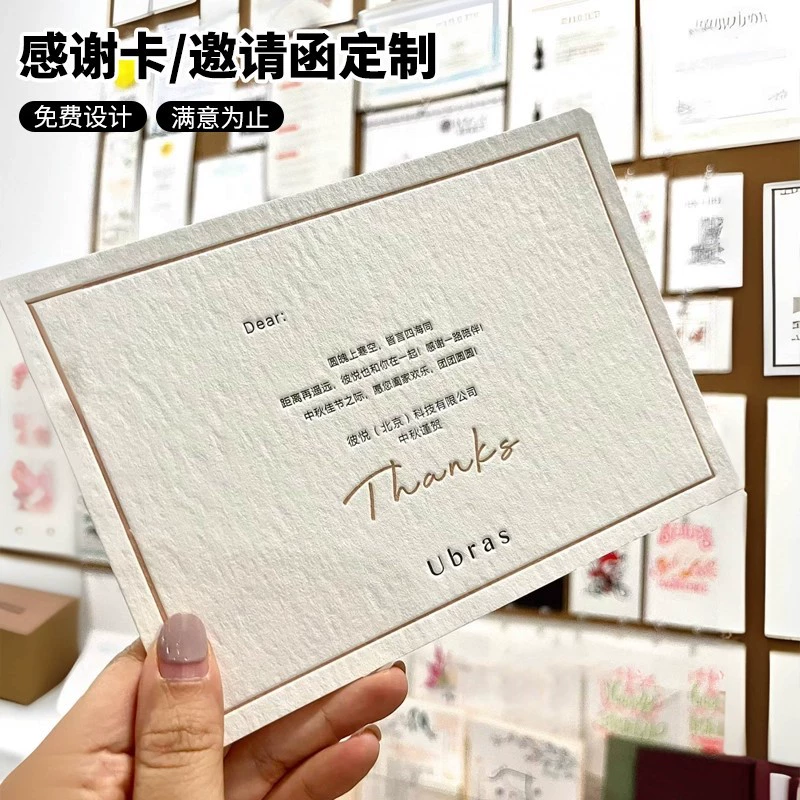 感谢卡/邀请函定制
免费设计 满意为止
Dear:
圆魄上寒空，皆言四海同
距离再遥远，彼悦也和你在一起！感谢一路陪伴！
中秋佳节之际，愿您阖家欢乐，团团圆圆！
彼悦（北京）科技有限公司
中秋谨贺
Thanks
Ubras